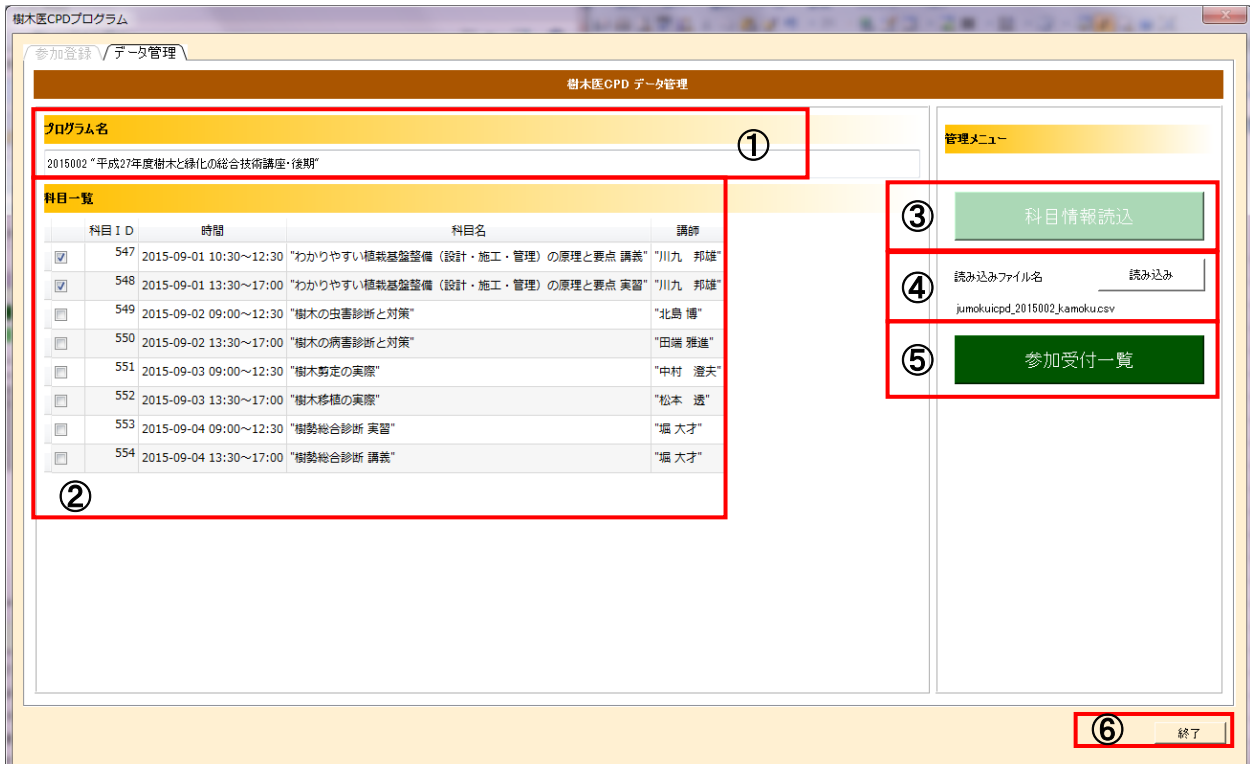 樹木医CPDプログラム
参加登録 データ管理
樹木医CPD データ管理
プログラム名
①
2015002 "平成27年度樹木と緑化の総合技術講座・後期"
科目一覧
科目ID 時間 科目名 講師
547 2015-09-01 10:30～12:30 "わかりやすい植栽基盤整備（設計・施工・管理）の原理と要点 講義" "川九 邦雄"
548 2015-09-01 13:30～17:00 "わかりやすい植栽基盤整備（設計・施工・管理）の原理と要点 実習" "川九 邦雄"
549 2015-09-02 09:00～12:30 "樹木の虫害診断と対策" "北島 博"
550 2015-09-02 13:30～17:00 "樹木の病害診断と対策" "田端 雅進"
551 2015-09-03 09:00～12:30 "樹木剪定の実際" "中村 澄夫"
552 2015-09-03 13:30～17:00 "樹木移植の実際" "松本 透"
553 2015-09-04 09:00～12:30 "樹勢総合診断 実習" "堀 大才"
554 2015-09-04 13:30～17:00 "樹勢総合診断 講義" "堀 大才"
②
管理メニュー
③ 科目情報読込
④ 読み込みファイル名 読み込み
jumokuicpd_2015002_kamoku.csv
⑤ 参加受付一覧
⑥ 終了